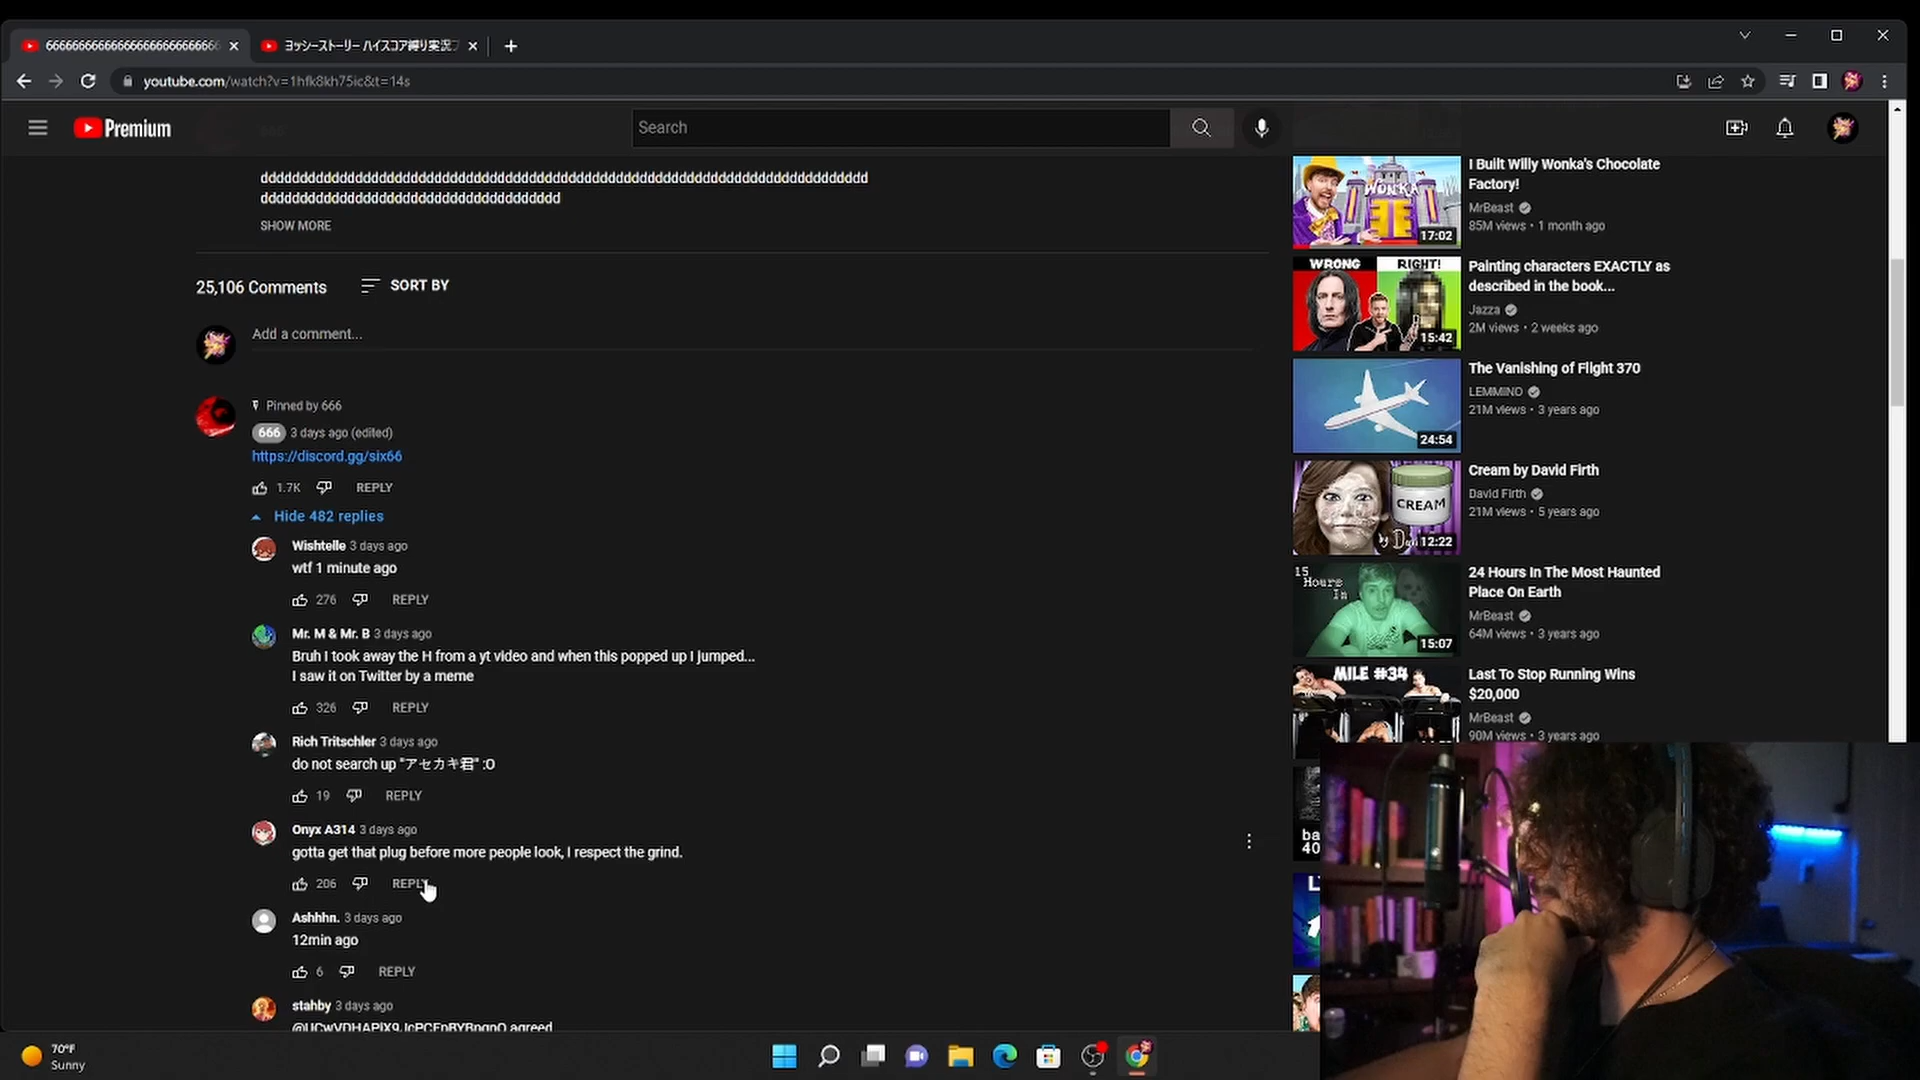 66666666666666666666666666
ヨッシーストーリー ハイスコア縛り実況プ
youtube.com/watch?v=1hfk8kh75ic&t=14s
Premium
Search
SHOW MORE
25,106 Comments
SORT BY
Add a comment...
Pinned by 666
666 3 days ago (edited)
https://discord.gg/six66
1.7K REPLY
Hide 482 replies
Wishtelle 3 days ago
wtf 1 minute ago
276 REPLY
Mr. M & Mr. B 3 days ago
Bruh I took away the H from a yt video and when this popped up I jumped...
I saw it on Twitter by a meme
326 REPLY
Rich Tritschler 3 days ago
do not search up "アセカキ君" :O
19 REPLY
Onyx A314 3 days ago
gotta get that plug before more people look, I respect the grind.
206 REPLY
Ashhhn. 3 days ago
12min ago
6 REPLY
stahby 3 days ago
agreed
WONKA
17:02
I Built Willy Wonka's Chocolate
Factory!
MrBeast
85M views • 1 month ago
WRONG RIGHT!
15:42
Painting characters EXACTLY as
described in the book...
Jazza
2M views • 2 weeks ago
24:54
The Vanishing of Flight 370
LEMMiNO
21M views • 3 years ago
CREAM
12:22
Cream by David Firth
David Firth
21M views • 5 years ago
15
Hours
In
15:07
24 Hours In The Most Haunted
Place On Earth
MrBeast
64M views • 3 years ago
MILE #34
Last To Stop Running Wins
$20,000
MrBeast
90M views • 3 years ago
ba
40
70°F
Sunny